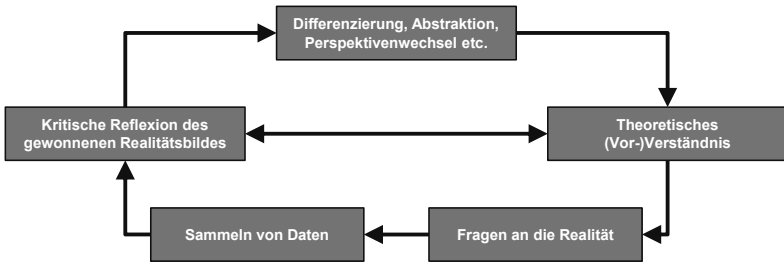 Differenzierung, Abstraktion,
Perspektivenwechsel etc.
Kritische Reflexion des
gewonnenen Realitätsbildes
Theoretisches
(Vor-)Verständnis
Sammeln von Daten
Fragen an die Realität